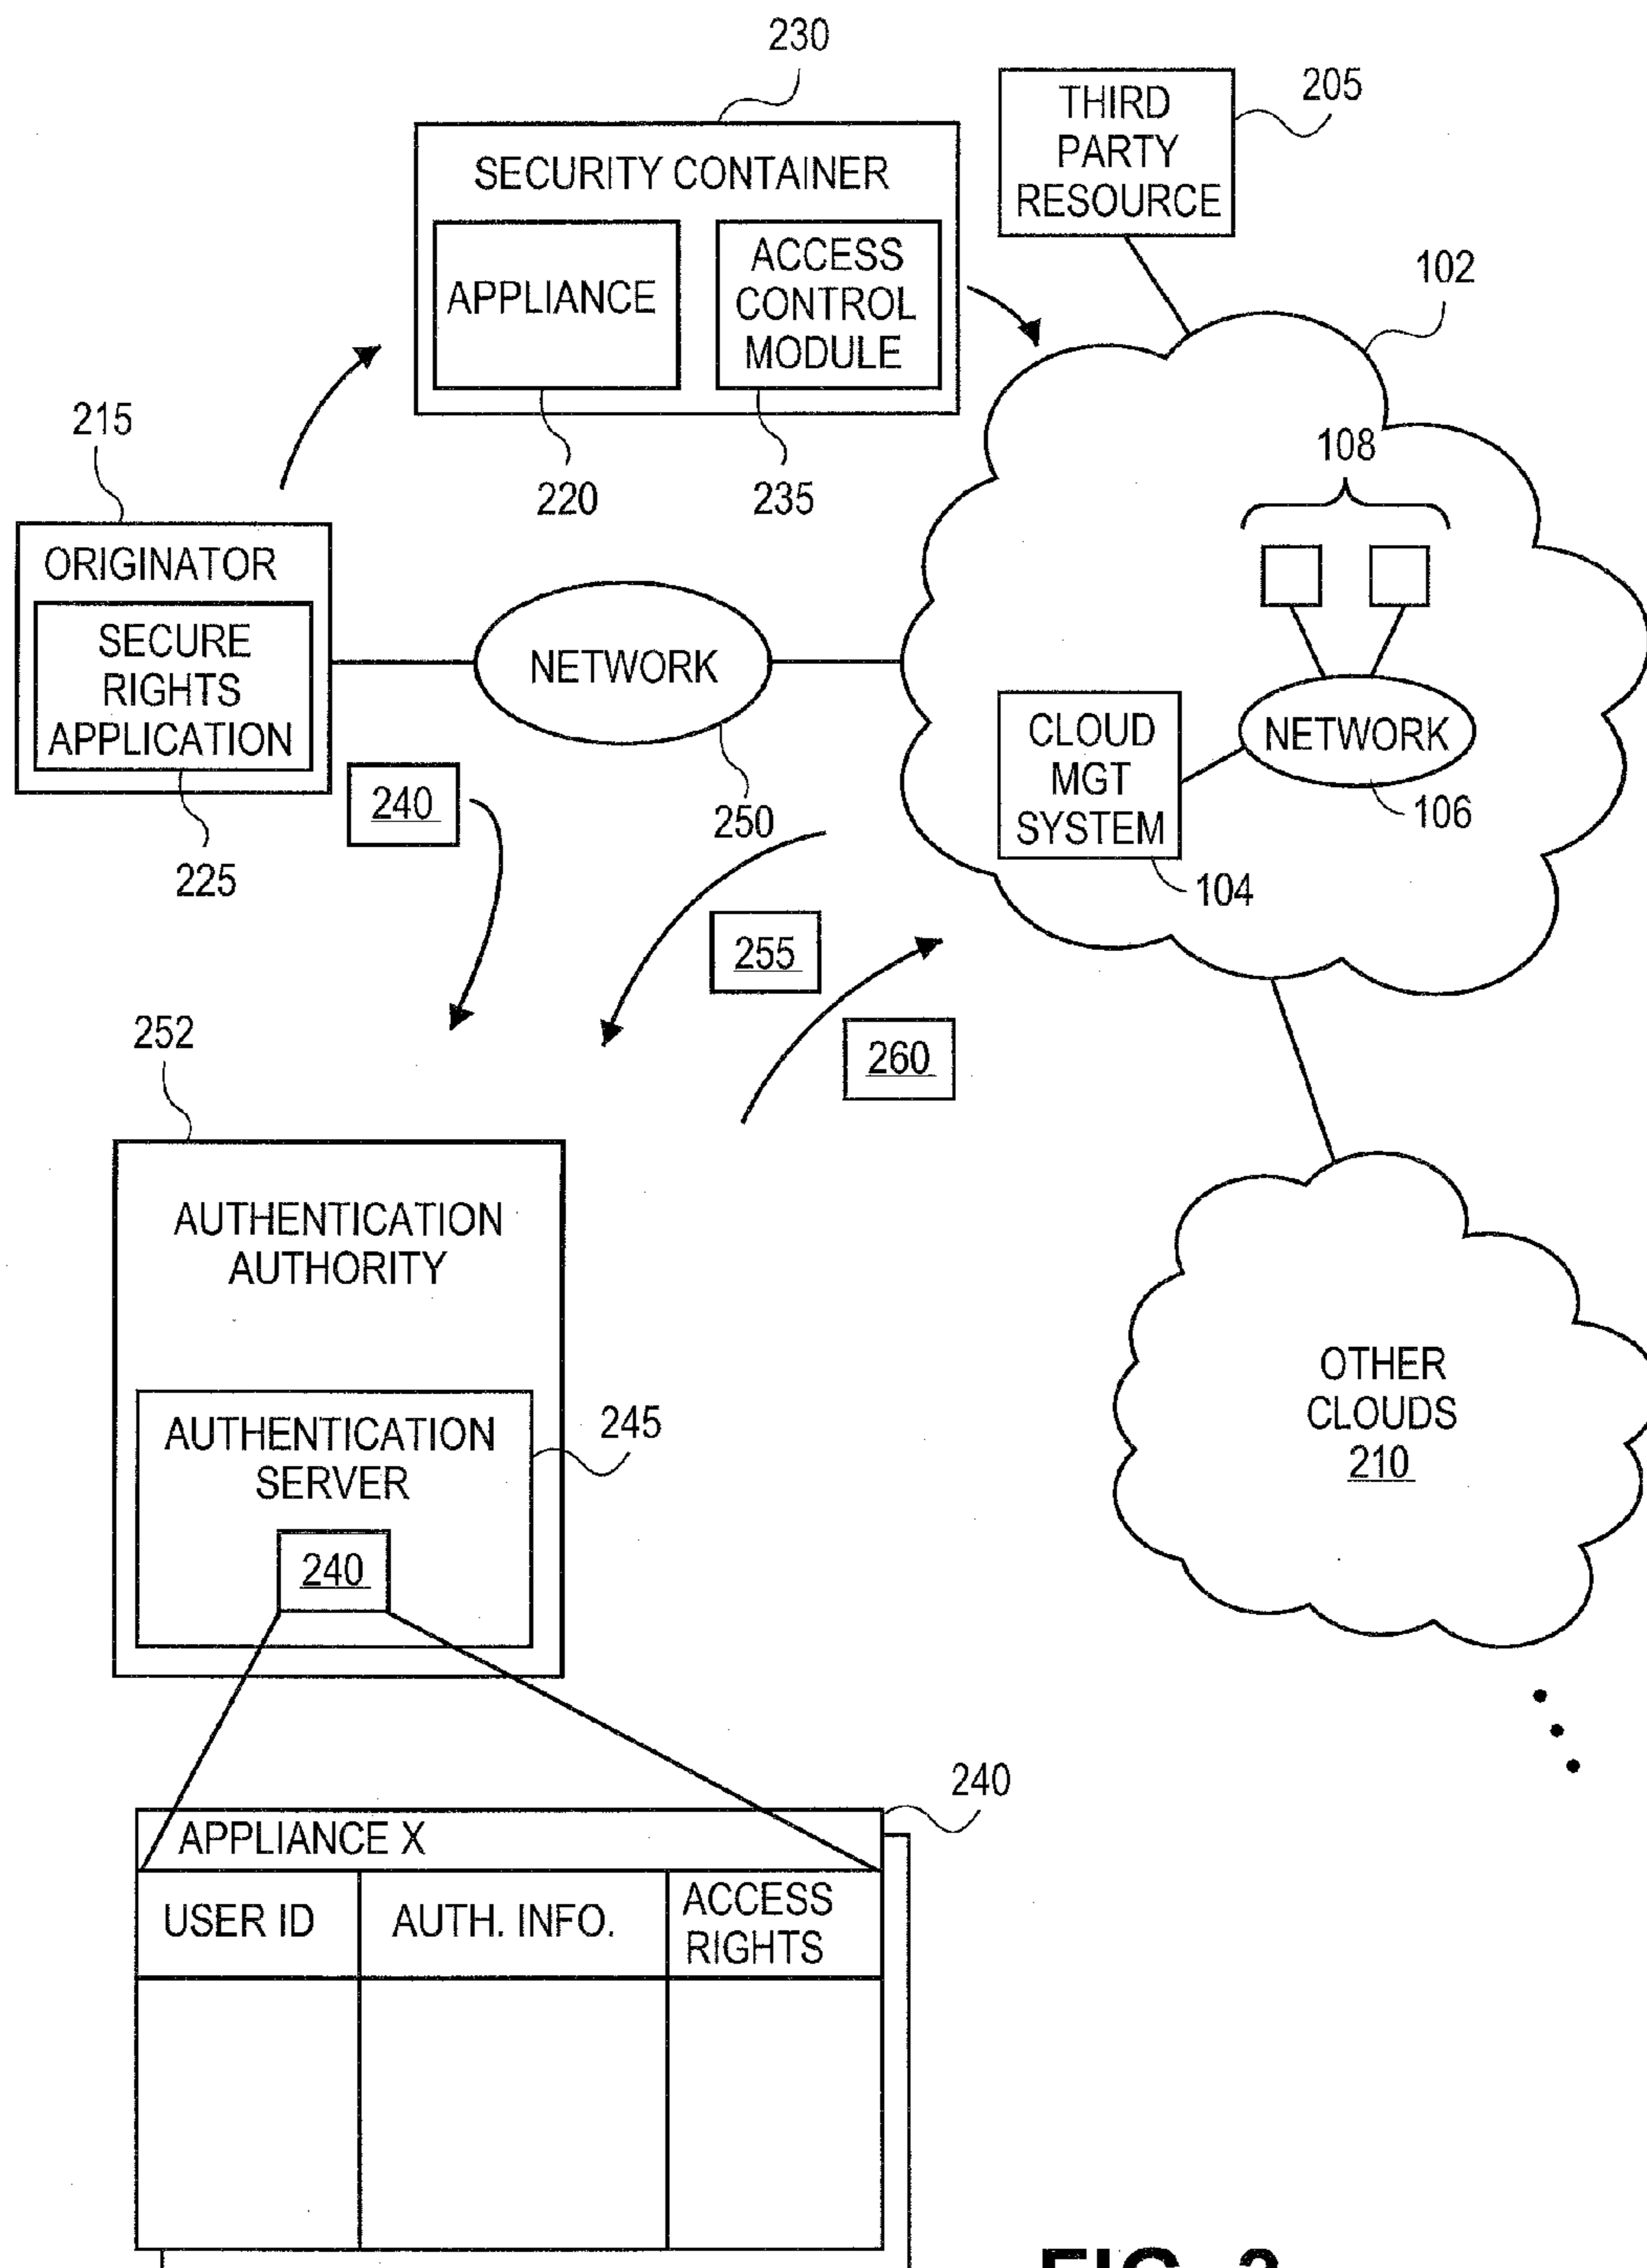 230
THIRD
PARTY
RESOURCE
205
SECURITY CONTAINER
APPLIANCE
ACCESS
CONTROL
MODULE
220
235
102
108
215
ORIGINATOR
SECURE
RIGHTS
APPLICATION
225
NETWORK
250
CLOUD
MGT
SYSTEM
104
NETWORK
106
240
255
260
252
AUTHENTICATION
AUTHORITY
AUTHENTICATION
SERVER
245
240
OTHER
CLOUDS
210
240
APPLIANCE X
USER ID
AUTH. INFO.
ACCESS
RIGHTS